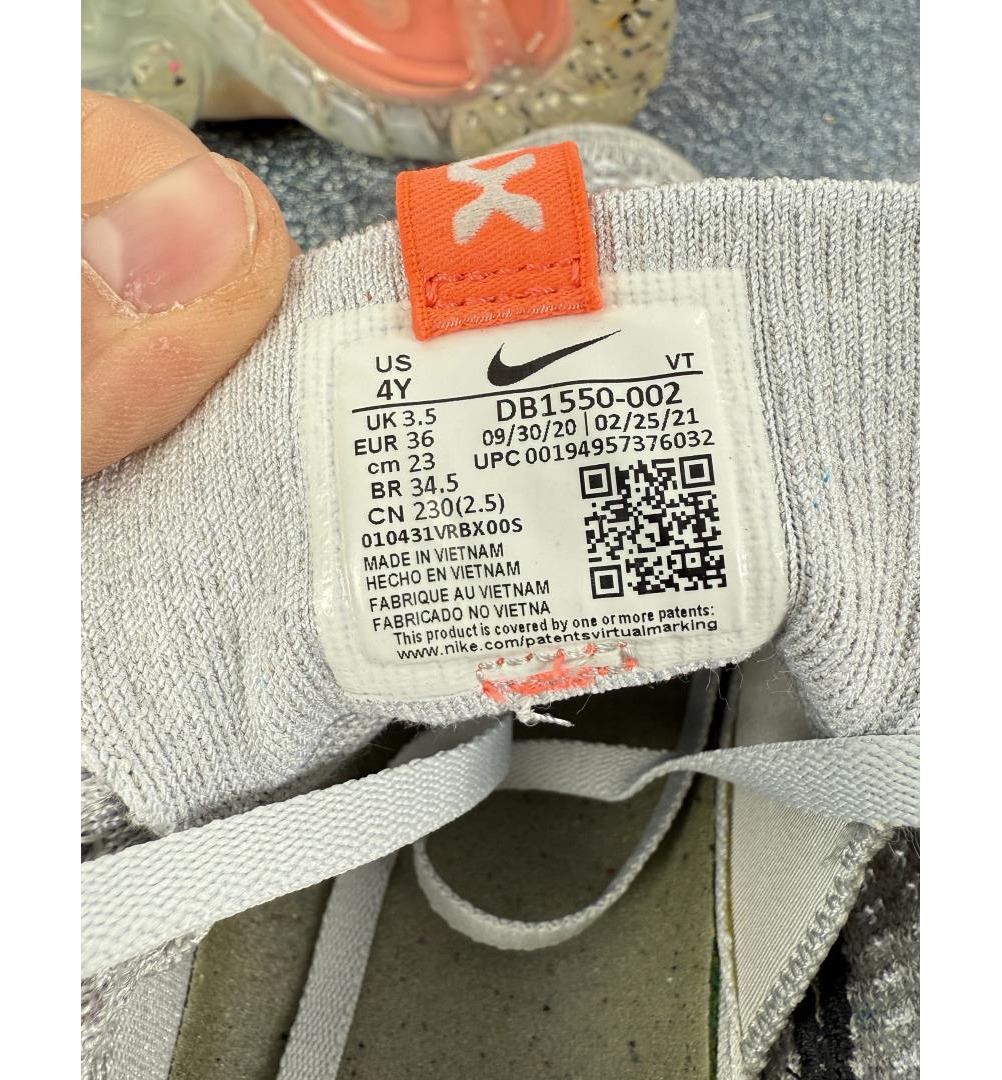 US
4Y
VT
UK 3.5
EUR 36
cm 23
BR 34.5
CN 230(2.5)
DB1550-002
09/30/20 | 02/25/21
UPC 00194957376032
010431VRBX00S
MADE IN VIETNAM
HECHO EN VIETNAM
FABRIQUE AU VIETNAM
FABRICADO NO VIETNA
This product is covered by one or more patents:
www.nike.com/patentsvirtualmarking